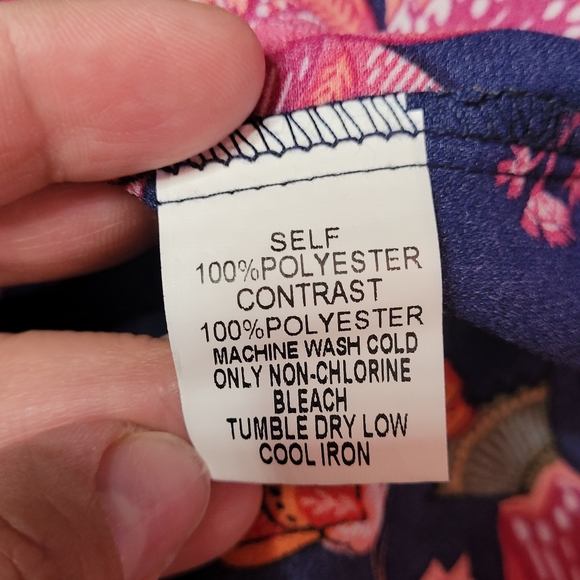 SELF
100%POLYESTER
CONTRAST
100%POLYESTER
MACHINE WASH COLD
ONLY NON-CHLORINE
BLEACH
TUMBLE DRY LOW
COOL IRON